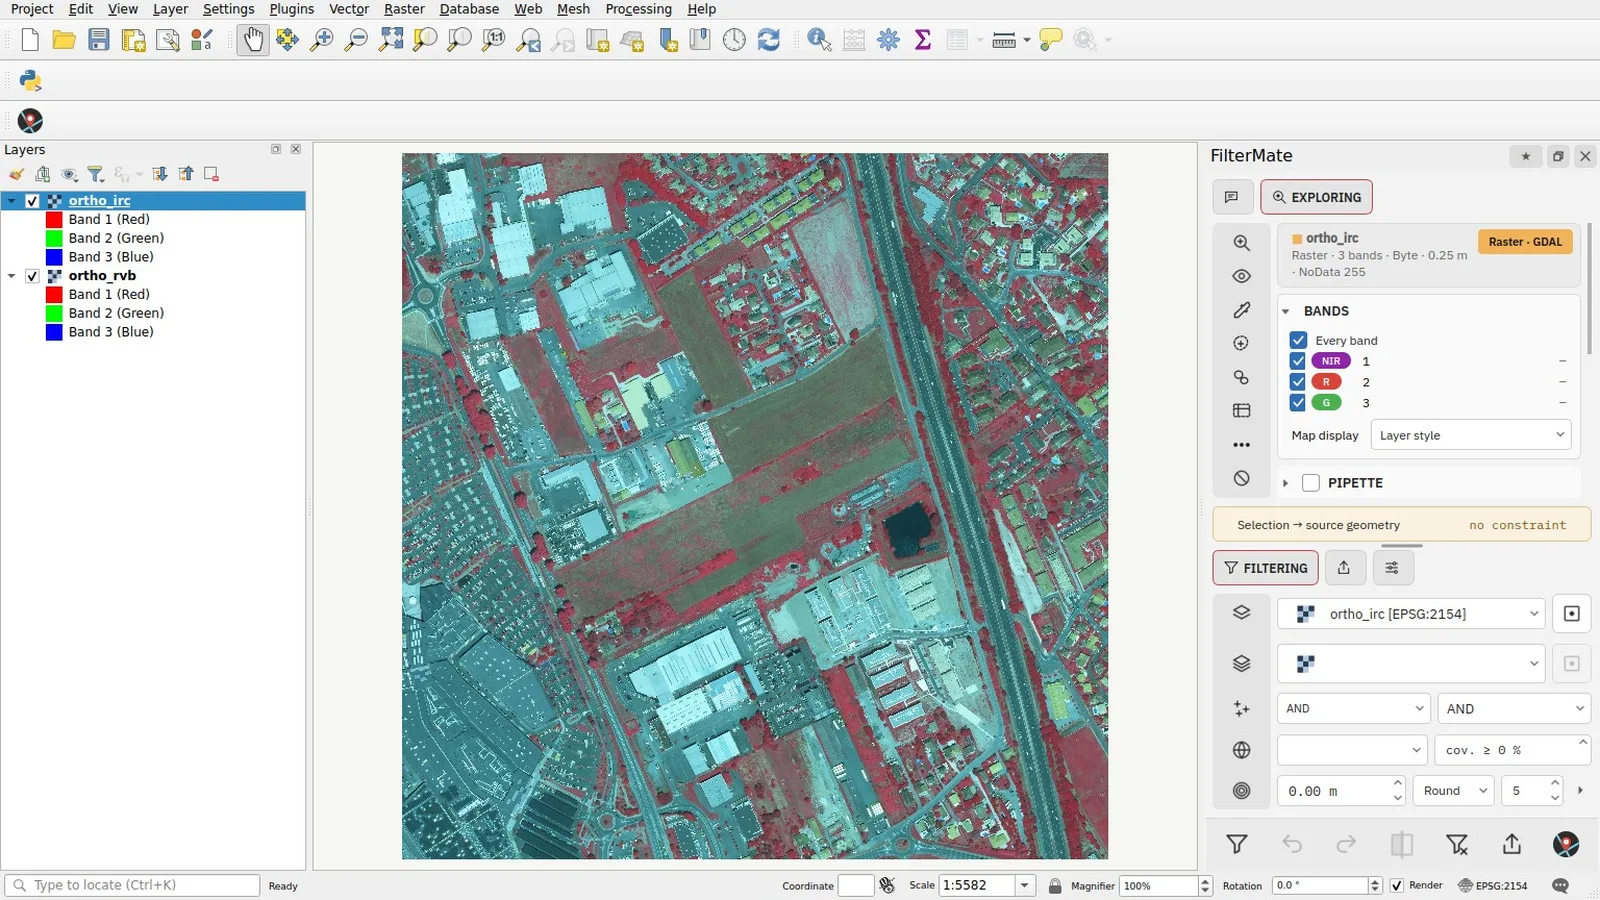 Project Edit View Layer Settings Plugins Vector Raster Database Web Mesh Processing Help
Layers
ortho_irc
Band 1 (Red)
Band 2 (Green)
Band 3 (Blue)
ortho_rvb
Band 1 (Red)
Band 2 (Green)
Band 3 (Blue)
FilterMate
EXPLORING
ortho_irc
Raster · GDAL
Raster · 3 bands · Byte · 0.25 m
· NoData 255
BANDS
Every band
NIR 1 –
R 2 –
G 3 –
Map display Layer style
PIPETTE
Selection → source geometry no constraint
FILTERING
ortho_irc [EPSG:2154]
AND AND
cov. ≥ 0 %
0.00 m Round 5
Type to locate (Ctrl+K) Ready Coordinate Scale 1:5582 Magnifier 100% Rotation 0.0 ° Render EPSG:2154